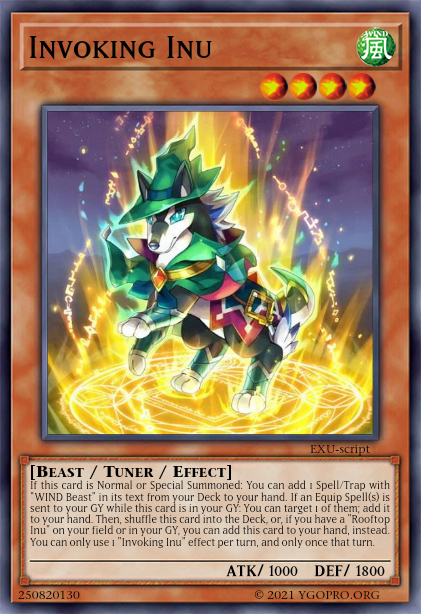 Invoking Inu
WIND
風
EXU-script
[Beast / Tuner / Effect]
If this card is Normal or Special Summoned: You can add 1 Spell/Trap with
"WIND Beast" in its text from your Deck to your hand. If an Equip Spell(s) is
sent to your GY while this card is in your GY: You can target 1 of them; add it
to your hand. Then, shuffle this card into the Deck, or, if you have a "Rooftop
Inu" on your field or in your GY, you can add this card to your hand, instead.
You can only use 1 "Invoking Inu" effect per turn, and only once that turn.
ATK/ 1000 DEF/ 1800
250820130 © 2021 YGOPRO.ORG